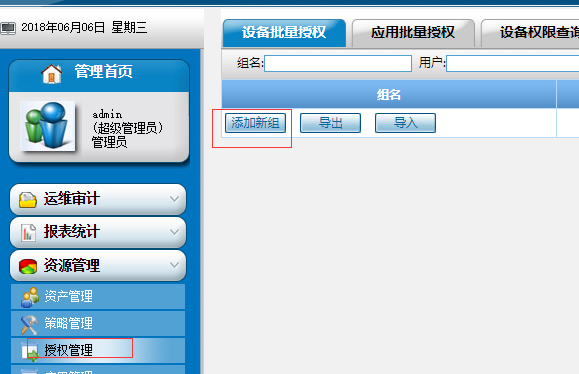 2018年06月06日 星期三
管理首页
admin
(超级管理员)
管理员
运维审计
报表统计
资源管理
资产管理
策略管理
授权管理
设备批量授权 应用批量授权 设备权限查询
组名: 用户:
组名
添加新组 导出 导入